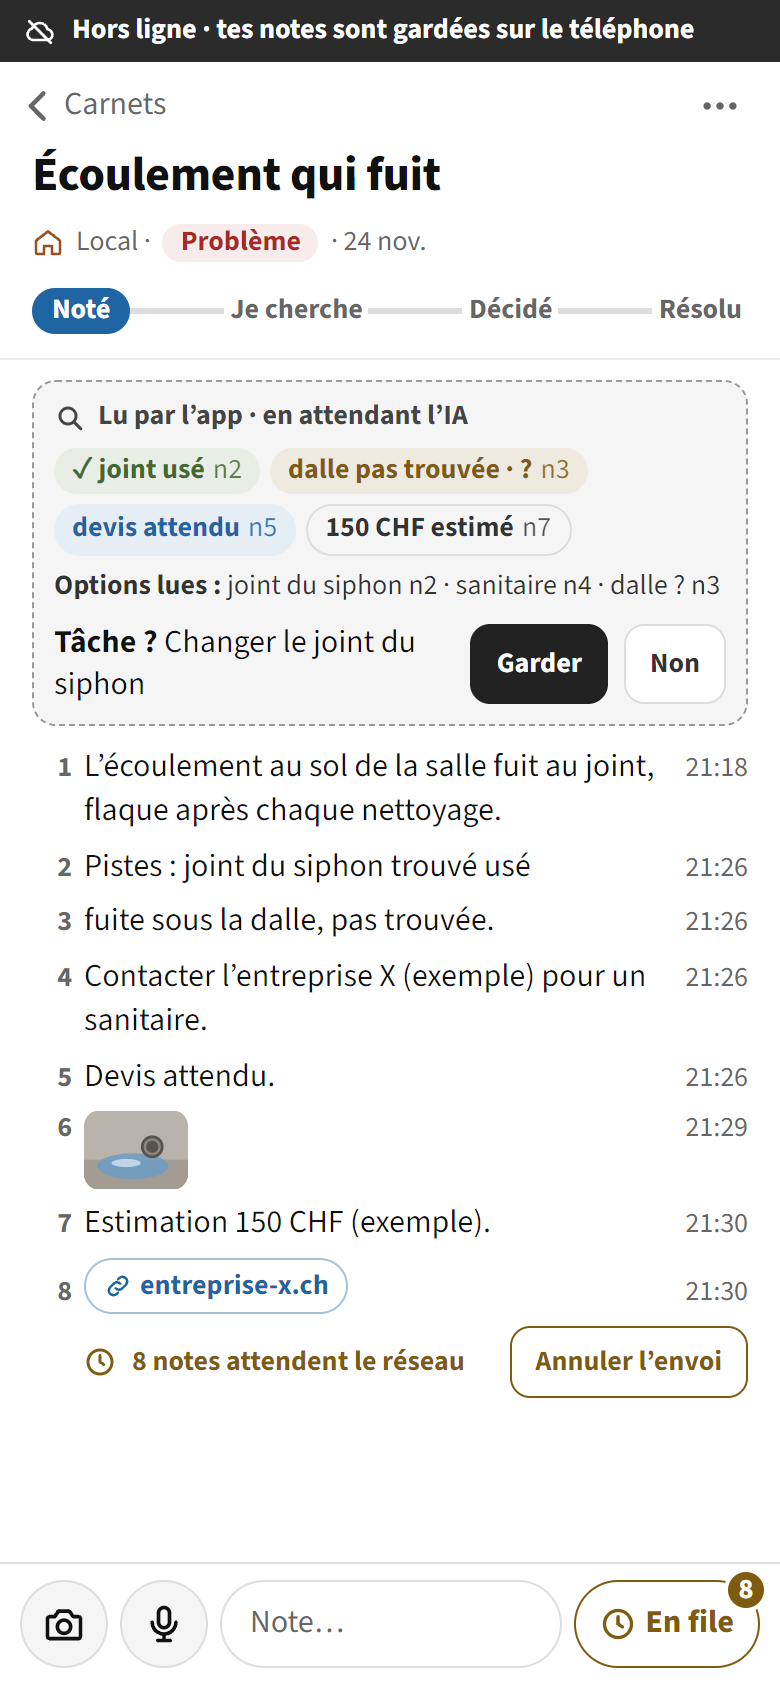 Hors ligne · tes notes sont gardées sur le téléphone
Carnets
Écoulement qui fuit
Local · Problème · 24 nov.
Noté Je cherche Décidé Résolu
Lu par l’app · en attendant l’IA
✓ joint usé n2 dalle pas trouvée · ? n3
devis attendu n5 150 CHF estimé n7
Options lues : joint du siphon n2 · sanitaire n4 · dalle ? n3
Tâche ? Changer le joint du
siphon
Garder Non
1 L’écoulement au sol de la salle fuit au joint, 21:18
flaque après chaque nettoyage.
2 Pistes : joint du siphon trouvé usé 21:26
3 fuite sous la dalle, pas trouvée. 21:26
4 Contacter l’entreprise X (exemple) pour un 21:26
sanitaire.
5 Devis attendu. 21:26
6 21:29
7 Estimation 150 CHF (exemple). 21:30
8 entreprise-x.ch 21:30
8 notes attendent le réseau Annuler l’envoi
Note… En file 8